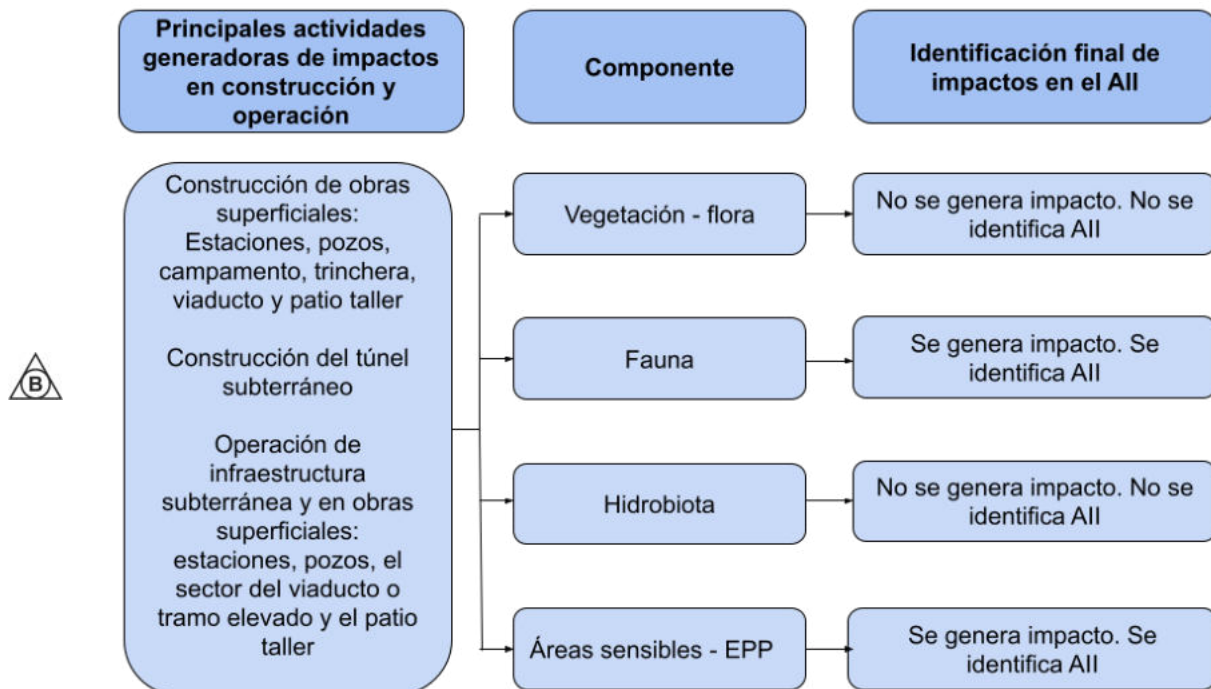 Principales actividades
generadoras de impactos
en construcción y
operación
Componente
Identificación final de
impactos en el AII
Construcción de obras
superficiales:
Estaciones, pozos,
campamento, trinchera,
viaducto y patio taller
Construcción del túnel
subterráneo
Operación de
infraestructura
subterránea y en obras
superficiales:
estaciones, pozos, el
sector del viaducto o
tramo elevado y el patio
taller
Vegetación - flora
No se genera impacto. No se
identifica AII
Fauna
Se genera impacto. Se
identifica AII
B
Hidrobiota
No se genera impacto. No se
identifica AII
Áreas sensibles - EPP
Se genera impacto. Se
identifica AII